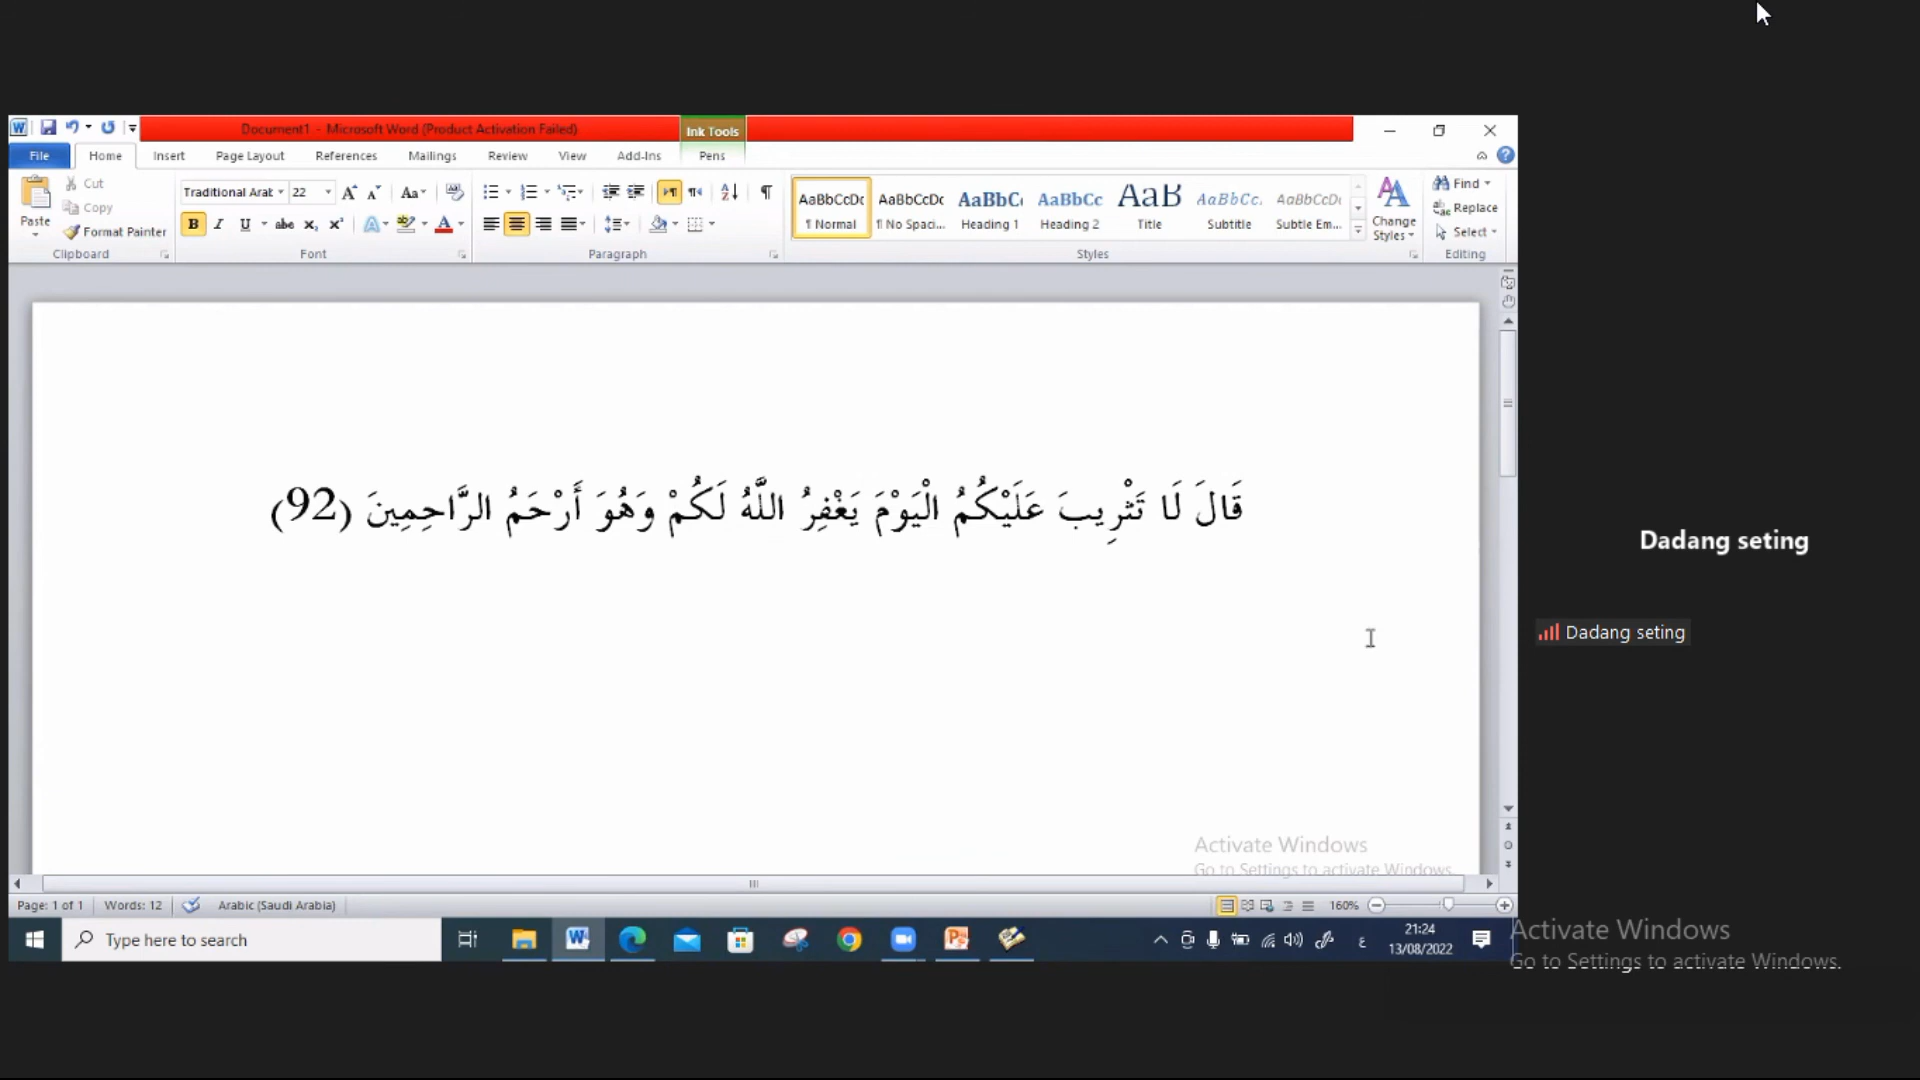 Document1 - Microsoft Word (Product Activation Failed)
Ink Tools
File Home Insert Page Layout References Mailings Review View Add-Ins Pens
Paste
Cut
Copy
Format Painter
Clipboard
Traditional Arat 22
Font
Paragraph
AaBbCcDc AaBbCcDc AaBbC AaBbCc AaB AaBbCc. AaBbCcDc
¶ Normal ¶ No Spaci... Heading 1 Heading 2 Title Subtitle Subtle Em...
Change Styles
Styles
Find
Replace
Select
Editing
قَالَ لَا تَثْرِيبَ عَلَيْكُمُ الْيَوْمَ يَغْفِرُ اللَّهُ لَكُمْ وَهُوَ أَرْحَمُ الرَّاحِمِينَ (92)
Dadang seting
Dadang seting
Activate Windows
Go to Settings to activate Windows.
Page: 1 of 1 Words: 12 Arabic (Saudi Arabia) 160%
Type here to search
ع
21:24
13/08/2022
Activate Windows
Go to Settings to activate Windows.